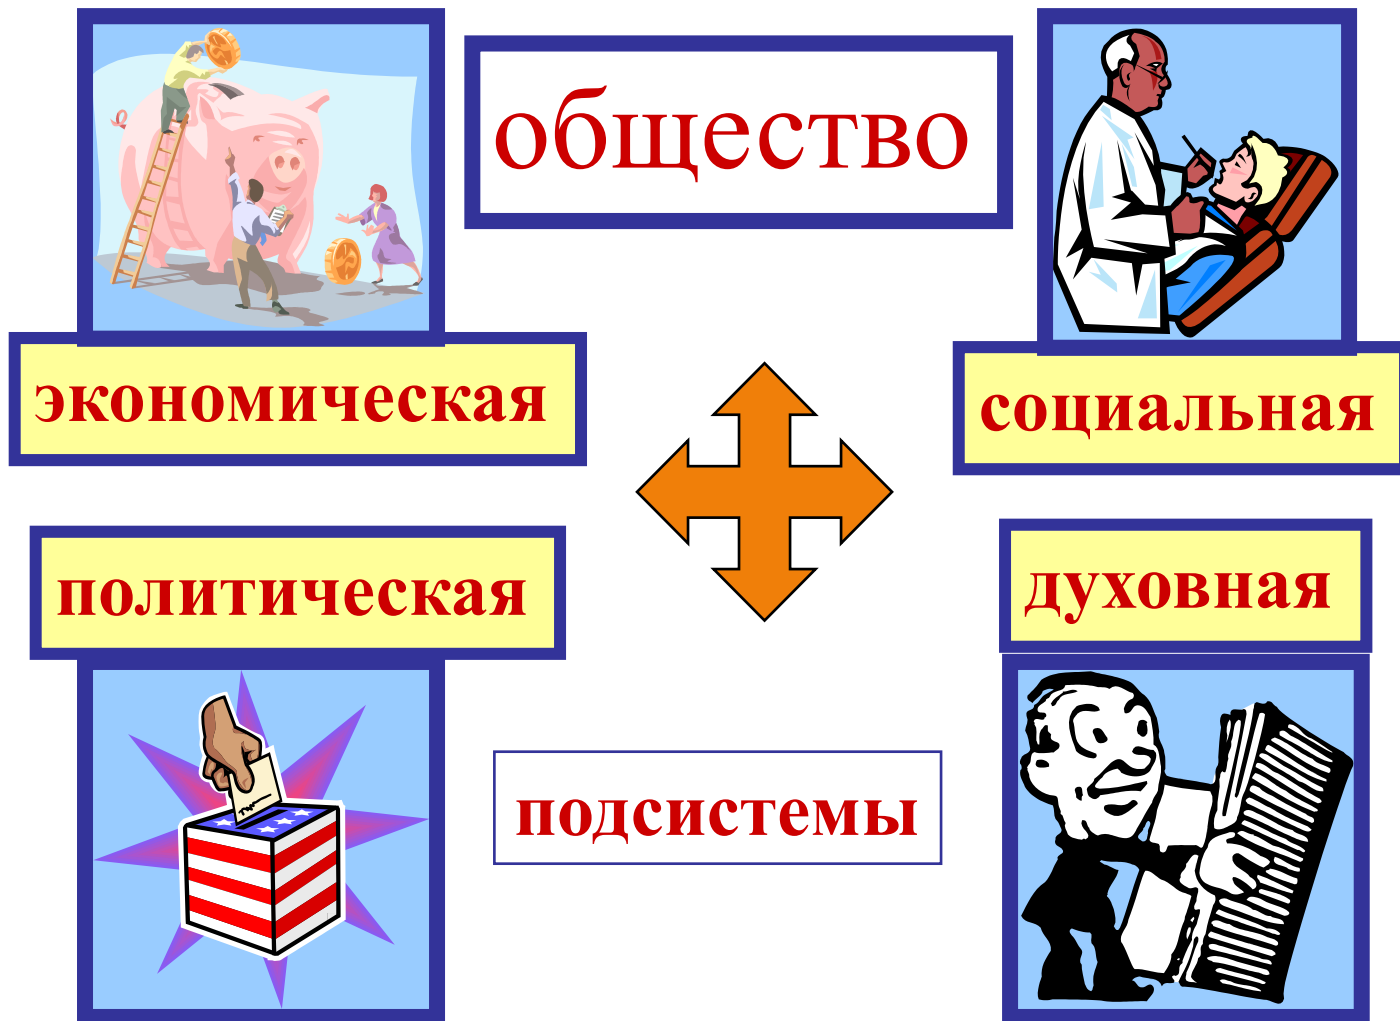 общество
экономическая
социальная
политическая
духовная
подсистемы